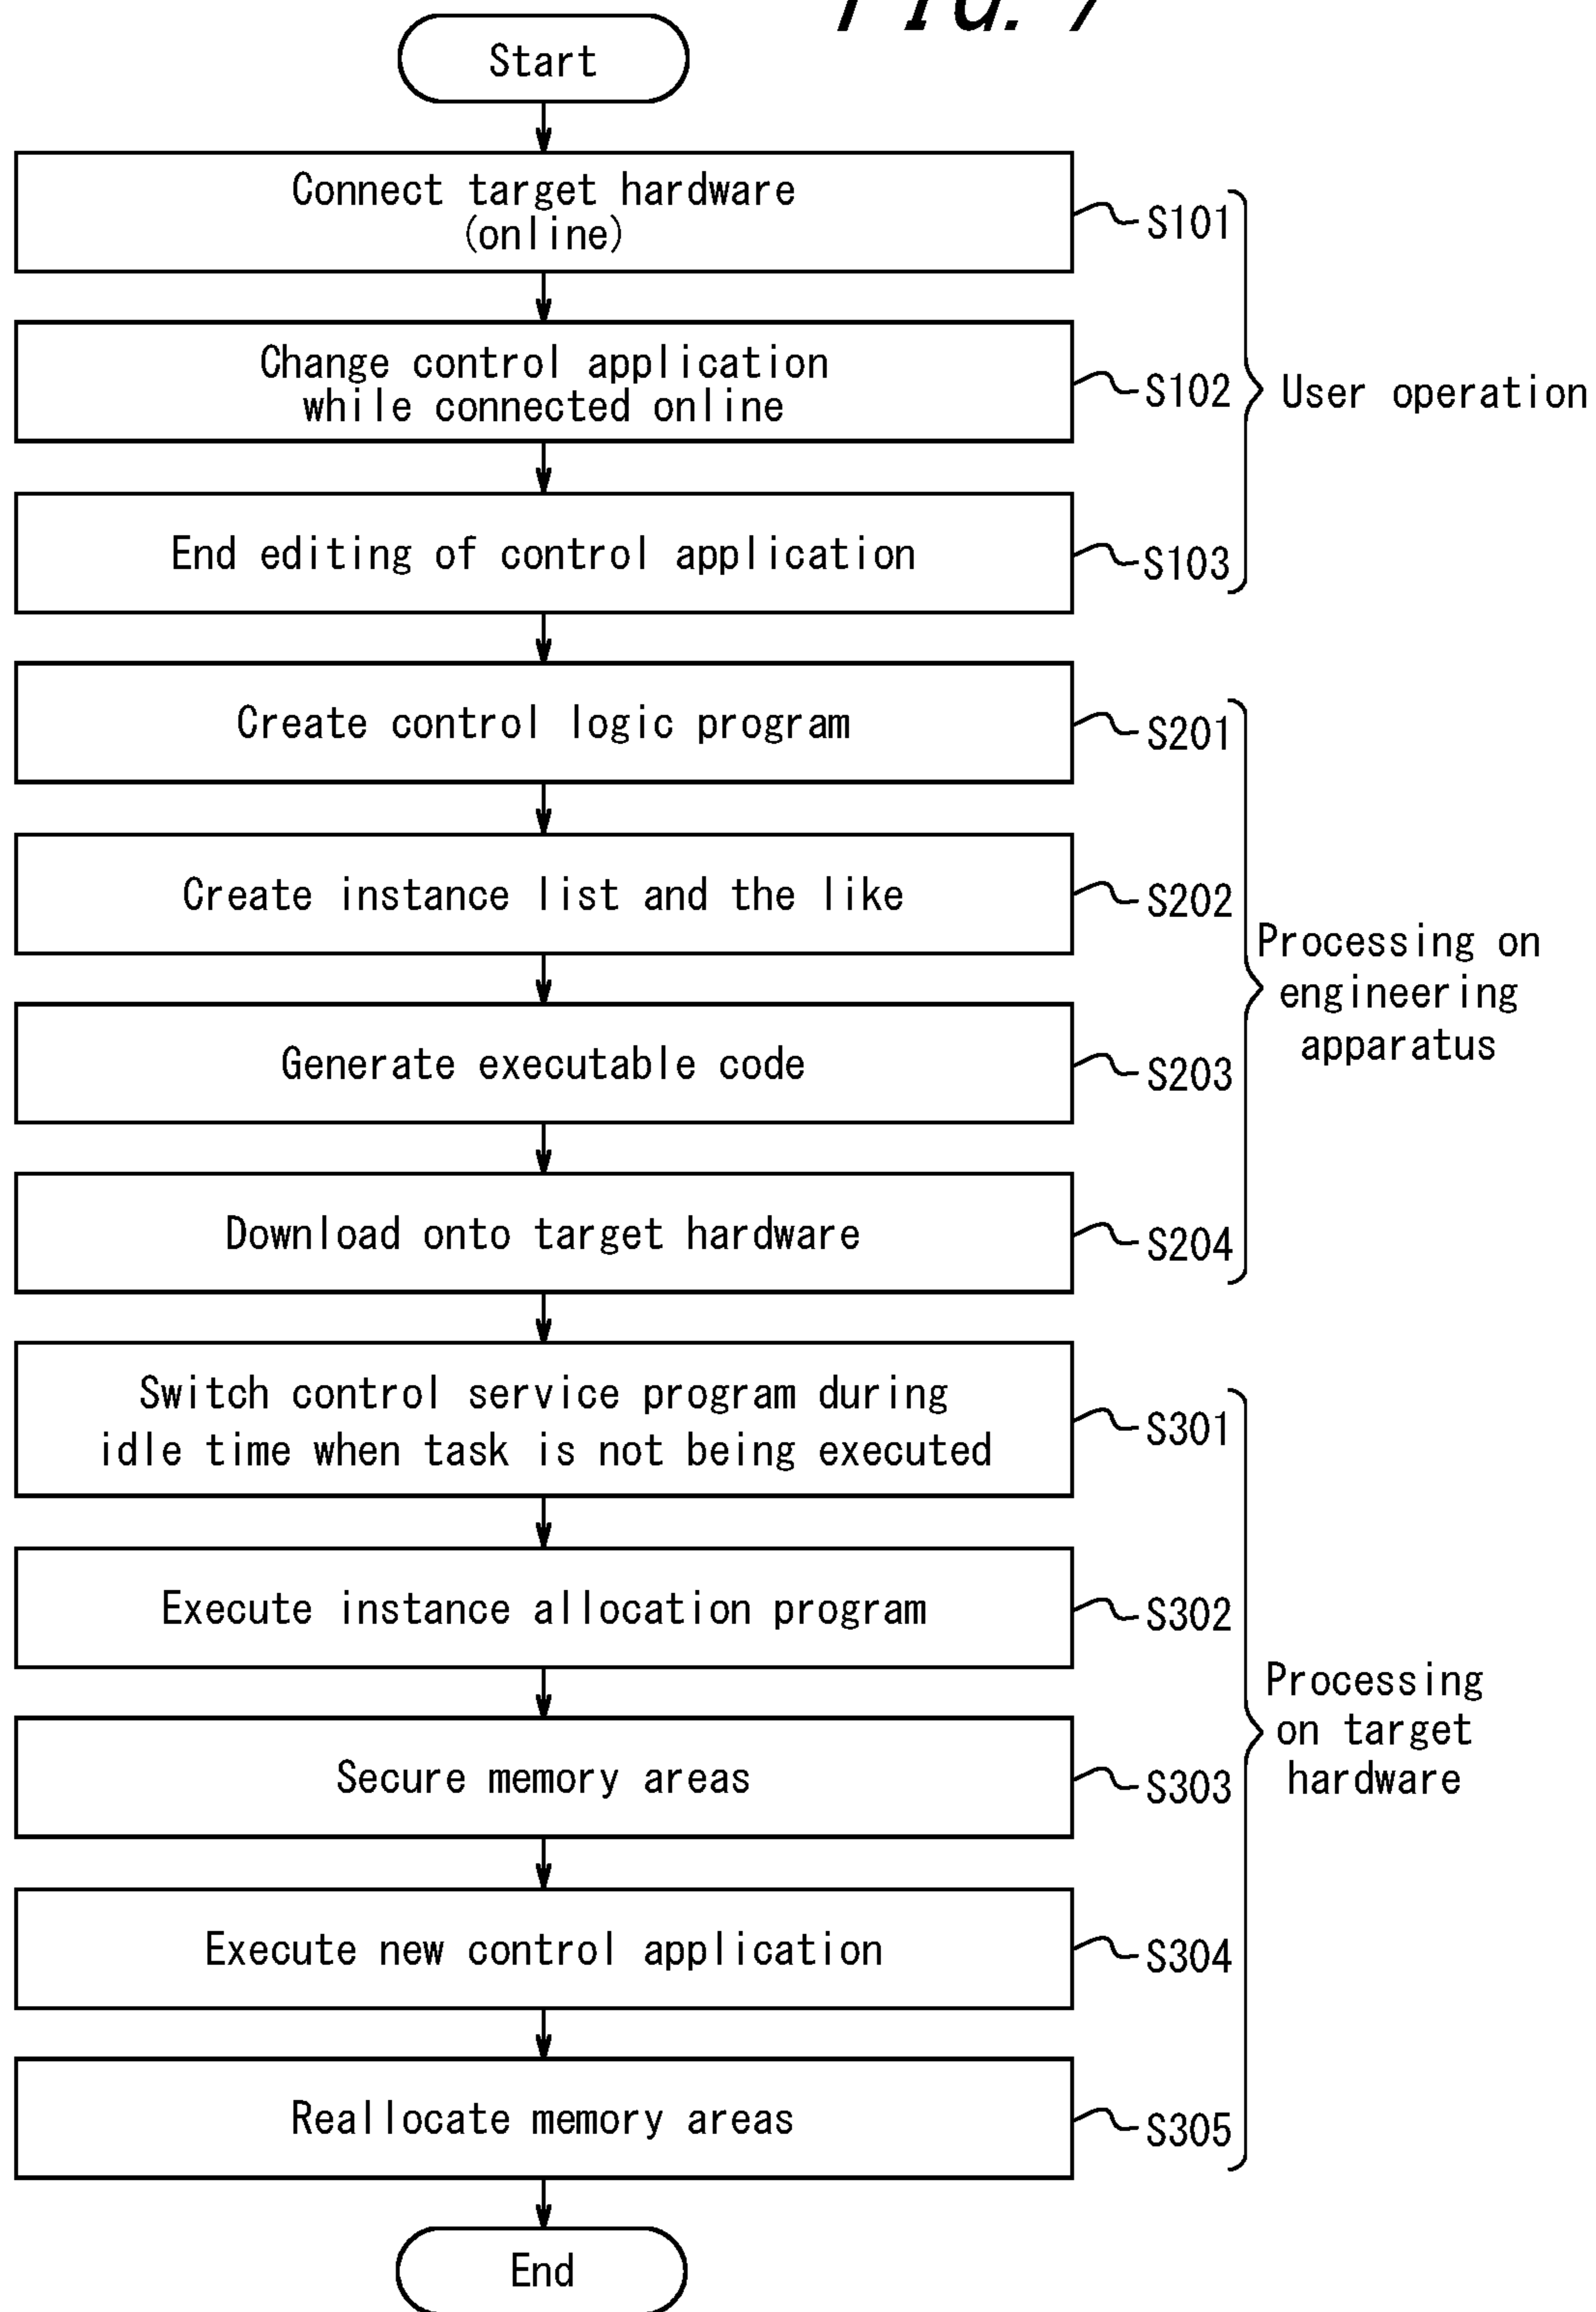 FIG. 7
Start
Connect target hardware
(online)
S101
Change control application
while connected online
S102
User operation
End editing of control application
S103
Create control logic program
S201
Create instance list and the like
S202
Processing on
engineering
apparatus
Generate executable code
S203
Download onto target hardware
S204
Switch control service program during
idle time when task is not being executed
S301
Execute instance allocation program
S302
Processing
on target
hardware
Secure memory areas
S303
Execute new control application
S304
Reallocate memory areas
S305
End